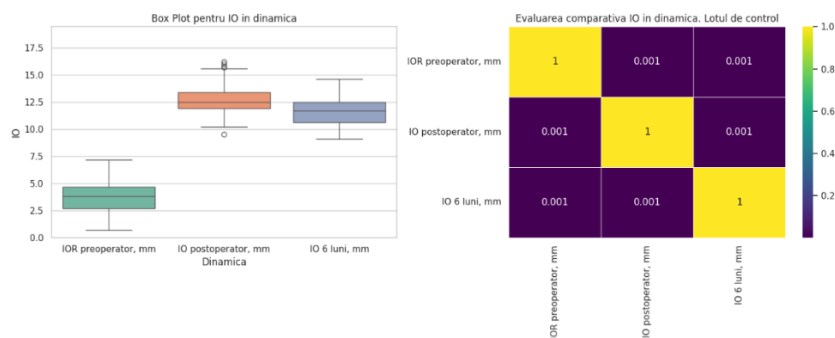 Box Plot pentru IO in dinamica
17.5
15.0
12.5
10.0
7.5
5.0
2.5
0.0
IO
IOR preoperator, mm
IO postoperator, mm
IO 6 luni, mm
Dinamica
Evaluarea comparativa IO in dinamica. Lotul de control
IOR preoperator, mm
1
0.001
0.001
IO postoperator, mm
0.001
1
0.001
IO 6 luni, mm
0.001
0.001
1
OR preoperator, mm
IO postoperator, mm
IO 6 luni, mm
1.0
0.8
0.6
0.4
0.2